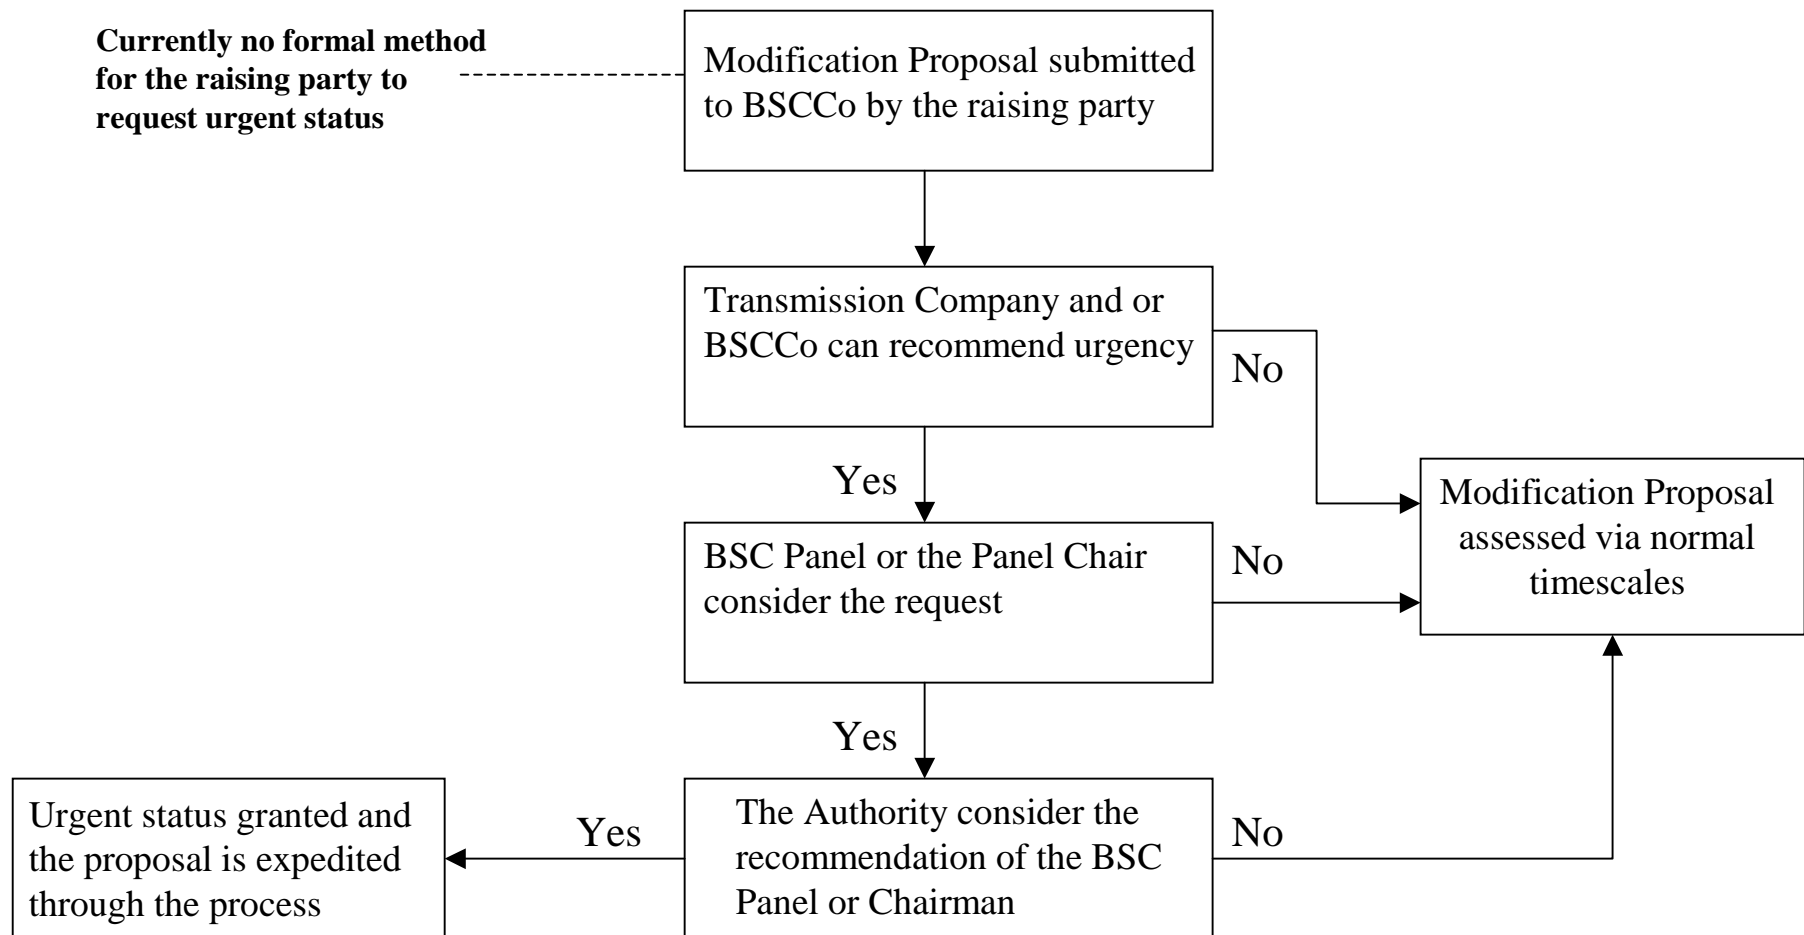 Currently no formal method
for the raising party to
request urgent status
Modification Proposal submitted
to BSCCo by the raising party
Transmission Company and or
BSCCo can recommend urgency
No
Yes
BSC Panel or the Panel Chair
consider the request
No
Modification Proposal
assessed via normal
timescales
Yes
The Authority consider the
recommendation of the BSC
Panel or Chairman
No
Yes
Urgent status granted and
the proposal is expedited
through the process